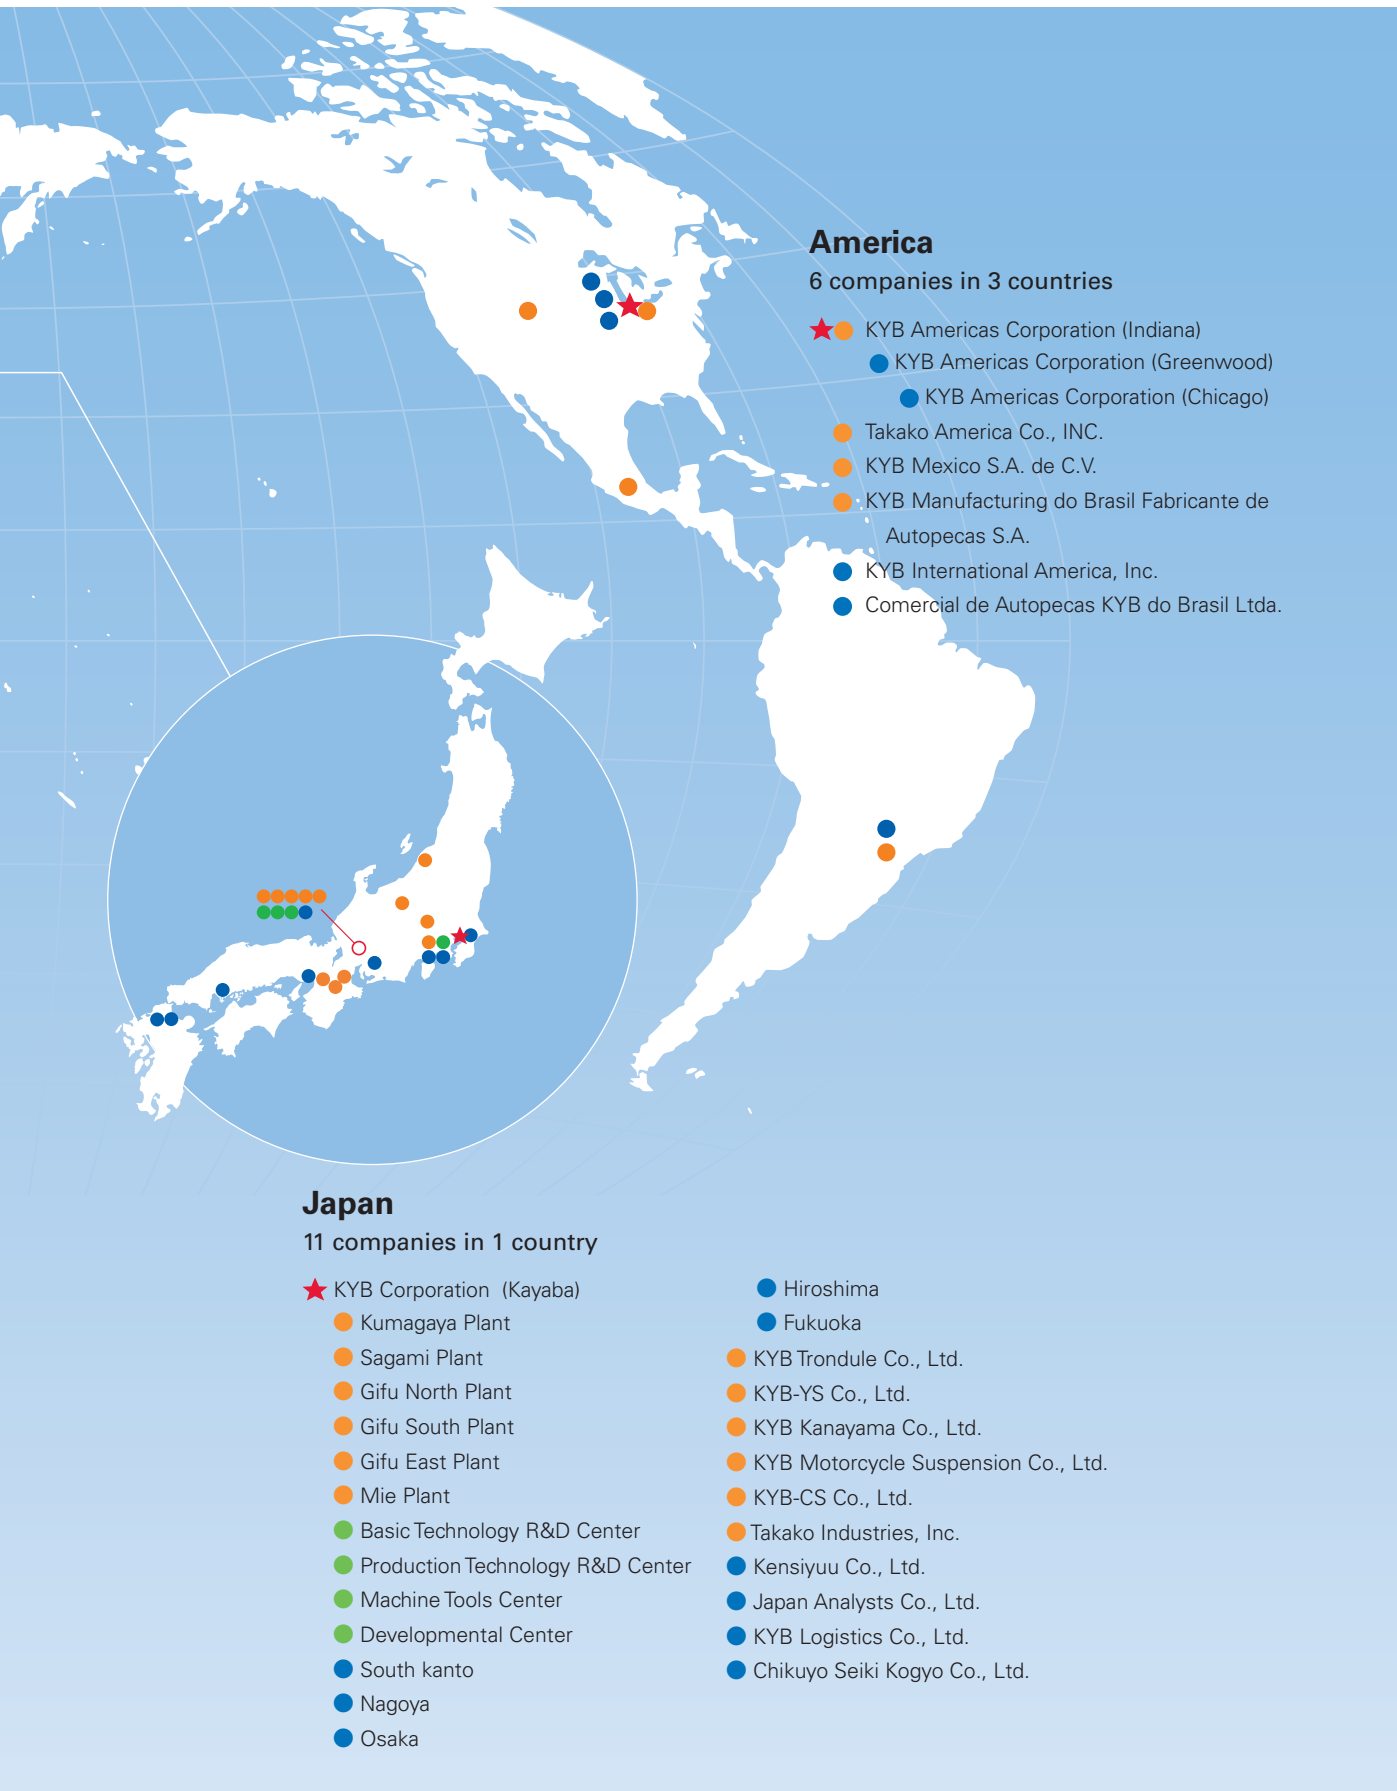 America
6 companies in 3 countries
KYB Americas Corporation (Indiana)
KYB Americas Corporation (Greenwood)
KYB Americas Corporation (Chicago)
Takako America Co., INC.
KYB Mexico S.A. de C.V.
KYB Manufacturing do Brasil Fabricante de
Autopecas S.A.
KYB International America, Inc.
Comercial de Autopecas KYB do Brasil Ltda.
Japan
11 companies in 1 country
KYB Corporation (Kayaba)
Kumagaya Plant
Sagami Plant
Gifu North Plant
Gifu South Plant
Gifu East Plant
Mie Plant
Basic Technology R&D Center
Production Technology R&D Center
Machine Tools Center
Developmental Center
South kanto
Nagoya
Osaka
Hiroshima
Fukuoka
KYB Trondule Co., Ltd.
KYB-YS Co., Ltd.
KYB Kanayama Co., Ltd.
KYB Motorcycle Suspension Co., Ltd.
KYB-CS Co., Ltd.
Takako Industries, Inc.
Kensiyuu Co., Ltd.
Japan Analysts Co., Ltd.
KYB Logistics Co., Ltd.
Chikuyo Seiki Kogyo Co., Ltd.